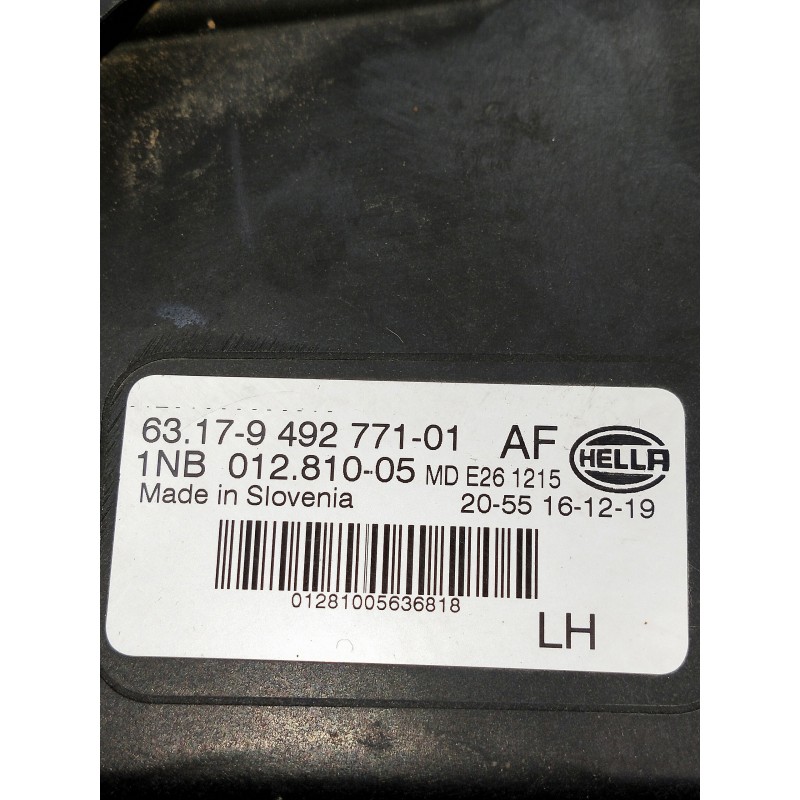 63.17-9 492 771-01 AF
HELLA
1NB 012.810-05 MD E26 1215
Made in Slovenia 20-55 16-12-19
01281005636818
LH